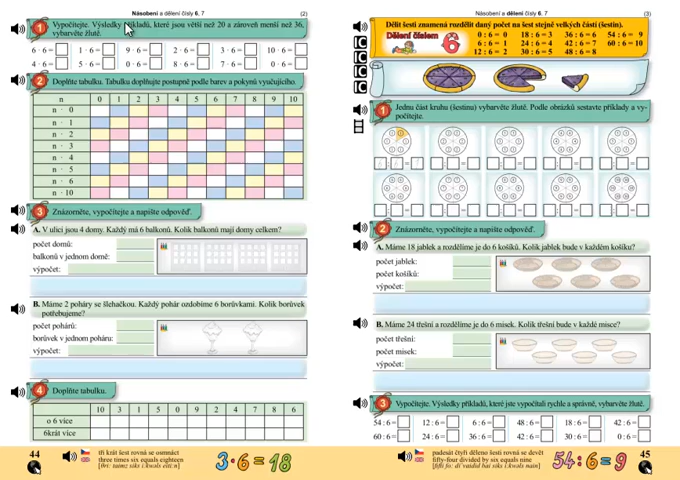 Násobení a dělení čísly 6, 7
(2)
1 Vypočítejte. Výsledky příkladů, které jsou větší než 20 a zároveň menší než 36,
vybarvěte žlutě.
6 · 6 = 1 · 6 = 9 · 6 = 2 · 6 = 3 · 6 = 10 · 6 =
4 · 6 = 5 · 6 = 0 · 6 = 8 · 6 = 7 · 6 = 6 · 6 =
2 Doplňte tabulku. Tabulku doplňujte postupně podle barev a pokynů vyučujícího.
n 0 1 2 3 4 5 6 7 8 9 10
n · 0
n · 1
n · 2
n · 3
n · 4
n · 5
n · 6
n · 10
3 Znázorněte, vypočítejte a napište odpověď.
A. V ulici jsou 4 domy. Každý má 6 balkonů. Kolik balkonů mají domy celkem?
počet domů:
balkonů v jednom domě:
výpočet:
B. Máme 2 poháry se šlehačkou. Každý pohár ozdobíme 6 borůvkami. Kolik borůvek
potřebujeme?
počet pohárů:
borůvek v jednom poháru:
výpočet:
4 Doplňte tabulku.
10 3 1 5 0 9 2 4 7 8 6
o 6 více
6krát více
44
tři krát šest rovná se osmnáct
three times six equals eighteen
3·6=18
Násobení a dělení čísly 6, 7
(3)
Dělit šesti znamená rozdělit daný počet na šest stejně velkých částí (šestin).
Dělení číslem 6
0 : 6 = 0 18 : 6 = 3 36 : 6 = 6 54 : 6 = 9
6 : 6 = 1 24 : 6 = 4 42 : 6 = 7 60 : 6 = 10
12 : 6 = 2 30 : 6 = 5 48 : 6 = 8
1 Jednu část kruhu (šestinu) vybarvěte žlutě. Podle obrázků sestavte příklady a vy-
počítejte.
2 Znázorněte, vypočítejte a napište odpověď.
A. Máme 18 jablek a rozdělíme je do 6 košíků. Kolik jablek bude v každém košíku?
počet jablek:
počet košíků:
výpočet:
B. Máme 24 třešní a rozdělíme je do 6 misek. Kolik třešní bude v každé misce?
počet třešní:
počet misek:
výpočet:
3 Vypočítejte. Výsledky příkladů, které jste vypočítali rychle a správně, vybarvěte žlutě.
54 : 6 = 12 : 6 = 6 : 6 = 48 : 6 = 18 : 6 = 42 : 6 =
60 : 6 = 24 : 6 = 36 : 6 = 42 : 6 = 30 : 6 = 0 : 6 =
padesát čtyři děleno šesti rovná se devět
fifty-four divided by six equals nine
54:6=9
45